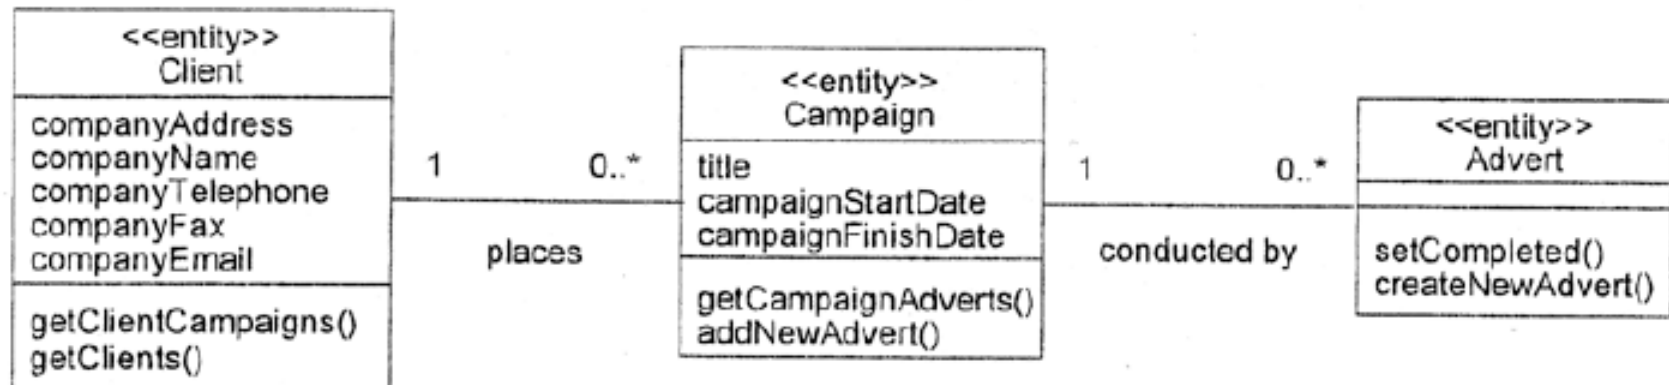 <<entity>>
Client
companyAddress
companyName
companyTelephone
companyFax
companyEmail
getClientCampaigns()
getClients()
1
0..*
places
<<entity>>
Campaign
title
campaignStartDate
campaignFinishDate
getCampaignAdverts()
addNewAdvert()
1
0..*
conducted by
<<entity>>
Advert
setCompleted()
createNewAdvert()